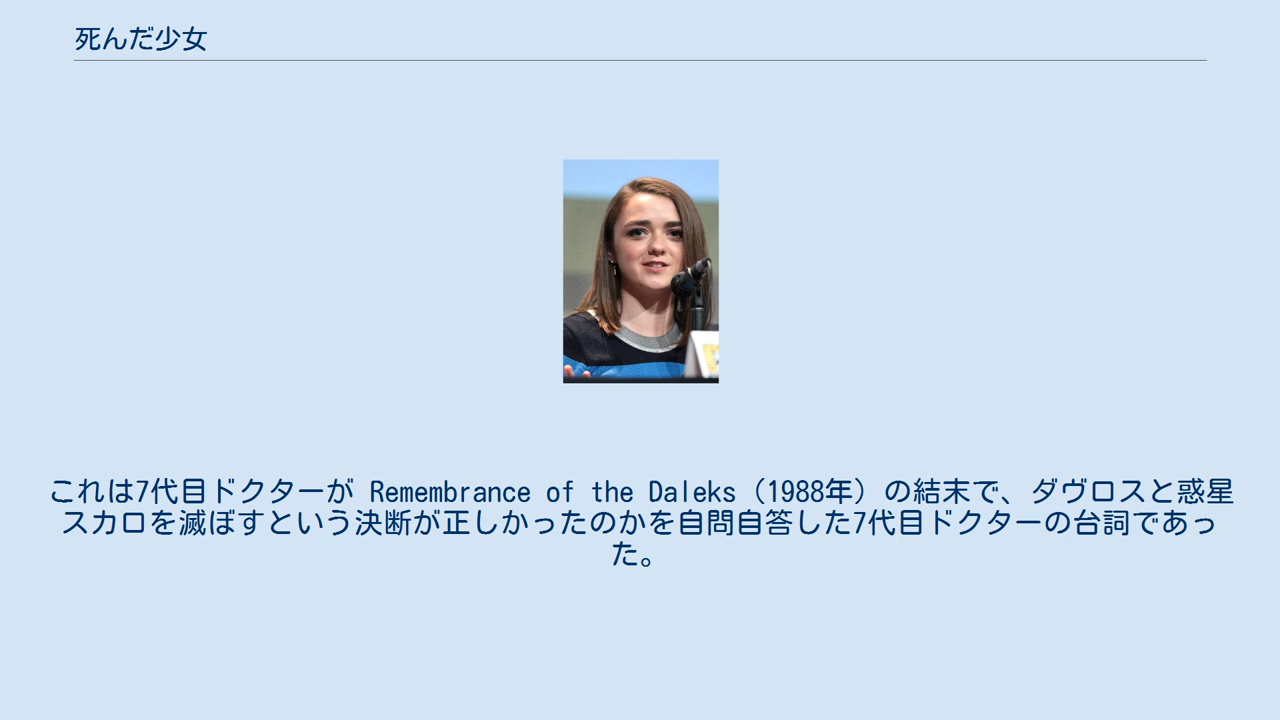 死んだ少女
これは7代目ドクターが Remembrance of the Daleks（1988年）の結末で、ダヴロスと惑星
スカロを滅ぼすという決断が正しかったのかを自問自答した7代目ドクターの台詞であっ
た。